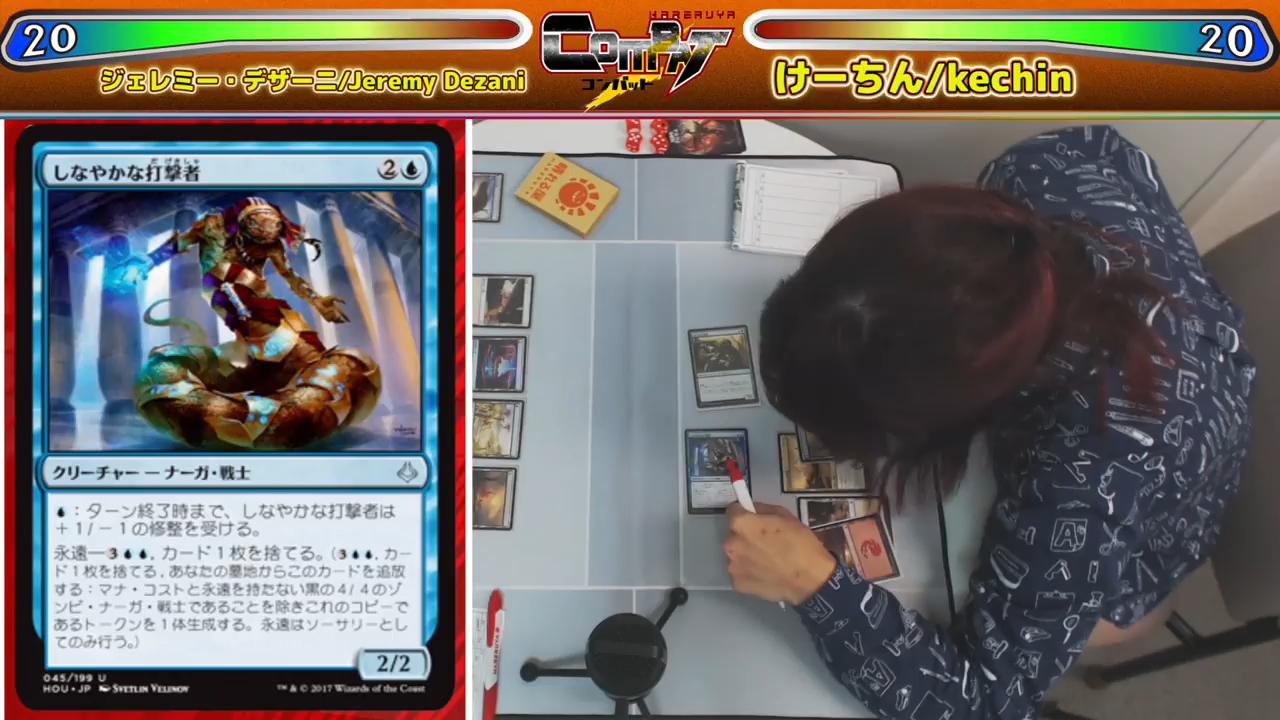 20
ジェレミー・デザーニ/Jeremy Dezani
HARERUYA
COMBAT
コンバット
けーちん/kechin
20
しなやかな打撃者
だげきしゃ
2
クリーチャー — ナーガ・戦士
:ターン終了時まで、しなやかな打撃者は
+1/-1の修整を受ける。
永遠—3, カード1枚を捨てる。(3, カー
ド1枚を捨てる, あなたの墓地からこのカードを追放
する:マナ・コストと永遠を持たない黒の4/4のゾ
ンビ・ナーガ・戦士であることを除きこれのコピーで
あるトークンを1体生成する。永遠はソーサリーとし
てのみ行う。)
2/2
045/199 U
HOU・JP Svetlin Velinov
™ & © 2017 Wizards of the Coast
晴れる屋